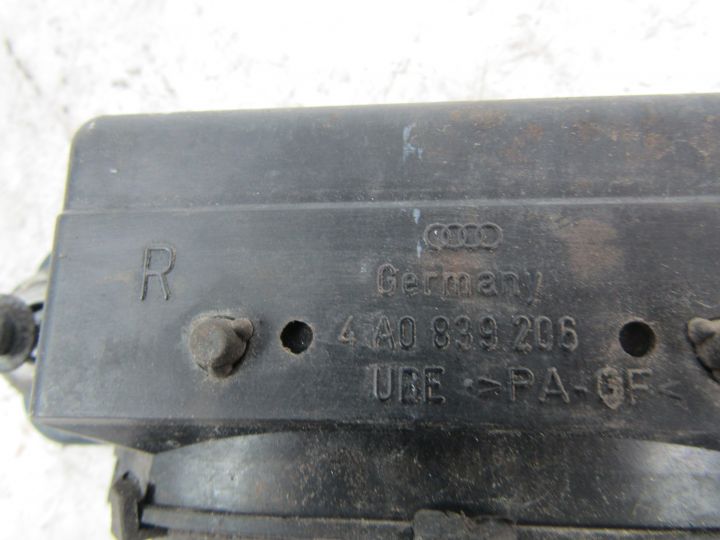 R
Germany
4A0 839 206
UBE >PA-GF<